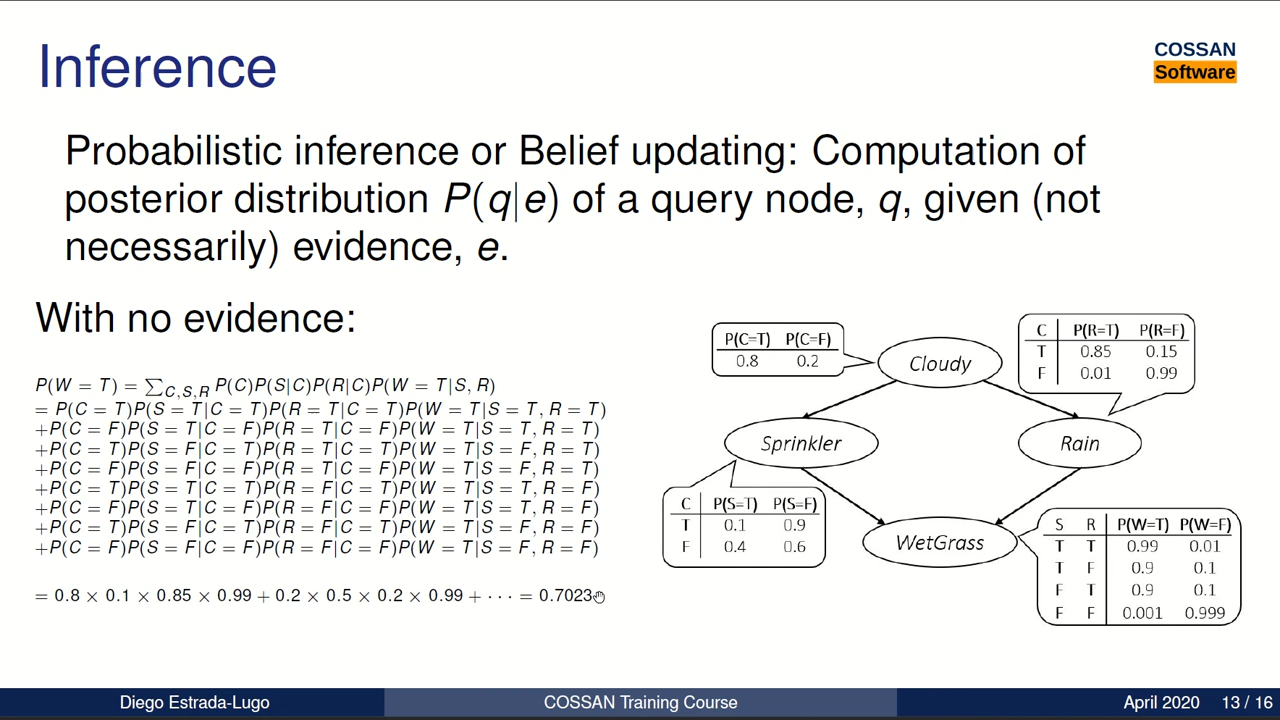 Inference
COSSAN
Software
Probabilistic inference or Belief updating: Computation of
posterior distribution P(q|e) of a query node, q, given (not
necessarily) evidence, e.
With no evidence:
P(W = T) = ∑C,S,R P(C)P(S|C)P(R|C)P(W = T|S, R)
= P(C = T)P(S = T|C = T)P(R = T|C = T)P(W = T|S = T, R = T)
+P(C = F)P(S = T|C = F)P(R = T|C = F)P(W = T|S = T, R = T)
+P(C = T)P(S = F|C = T)P(R = T|C = T)P(W = T|S = F, R = T)
+P(C = F)P(S = F|C = F)P(R = T|C = F)P(W = T|S = F, R = T)
+P(C = T)P(S = T|C = T)P(R = F|C = T)P(W = T|S = T, R = F)
+P(C = F)P(S = T|C = F)P(R = F|C = F)P(W = T|S = T, R = F)
+P(C = T)P(S = F|C = T)P(R = F|C = T)P(W = T|S = F, R = F)
+P(C = F)P(S = F|C = F)P(R = F|C = F)P(W = T|S = F, R = F)
= 0.8 × 0.1 × 0.85 × 0.99 + 0.2 × 0.5 × 0.2 × 0.99 + · · · = 0.7023
P(C=T) P(C=F)
0.8 0.2
Cloudy
C P(R=T) P(R=F)
T 0.85 0.15
F 0.01 0.99
Sprinkler
Rain
C P(S=T) P(S=F)
T 0.1 0.9
F 0.4 0.6
WetGrass
S R P(W=T) P(W=F)
T T 0.99 0.01
T F 0.9 0.1
F T 0.9 0.1
F F 0.001 0.999
Diego Estrada-Lugo COSSAN Training Course April 2020 13 / 16